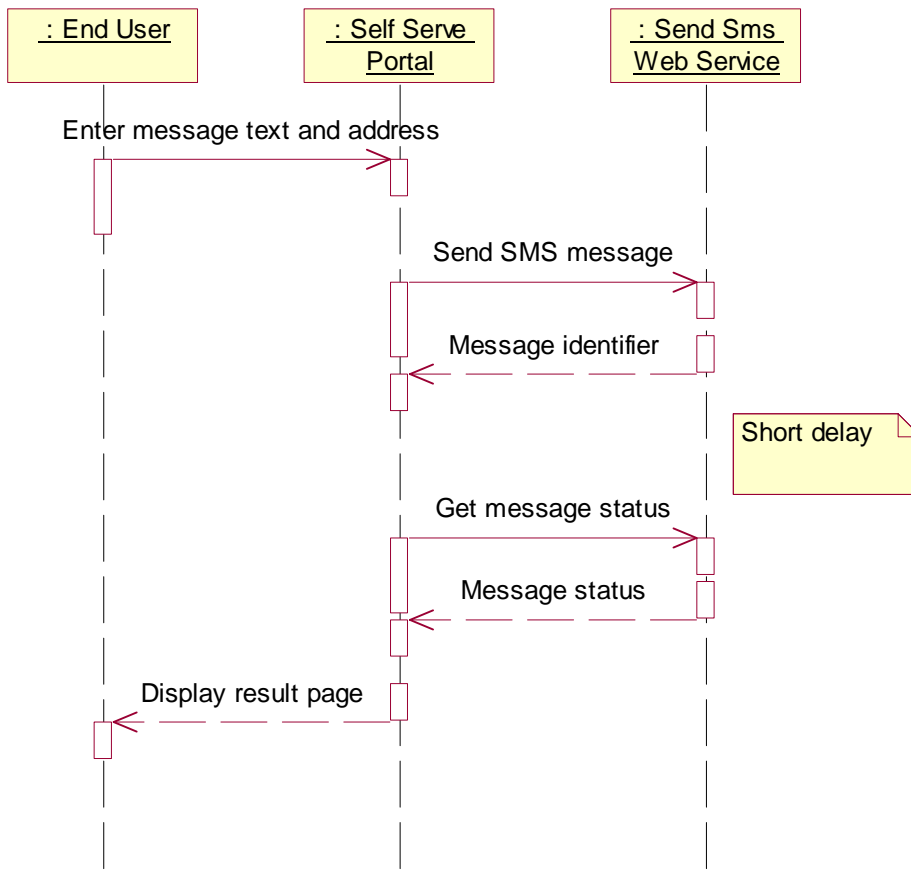 : End User
: Self Serve
Portal
: Send Sms
Web Service
Enter message text and address
Send SMS message
Message identifier
Short delay
Get message status
Message status
Display result page